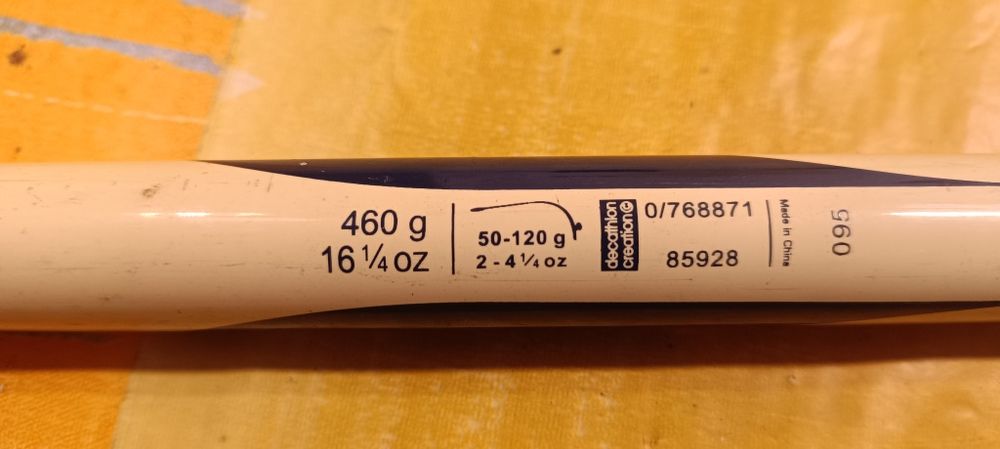 460 g
16 ¼ oz
50-120 g
2 - 4 ¼ oz
decathlon
creation
0/768871
85928
Made in China
095